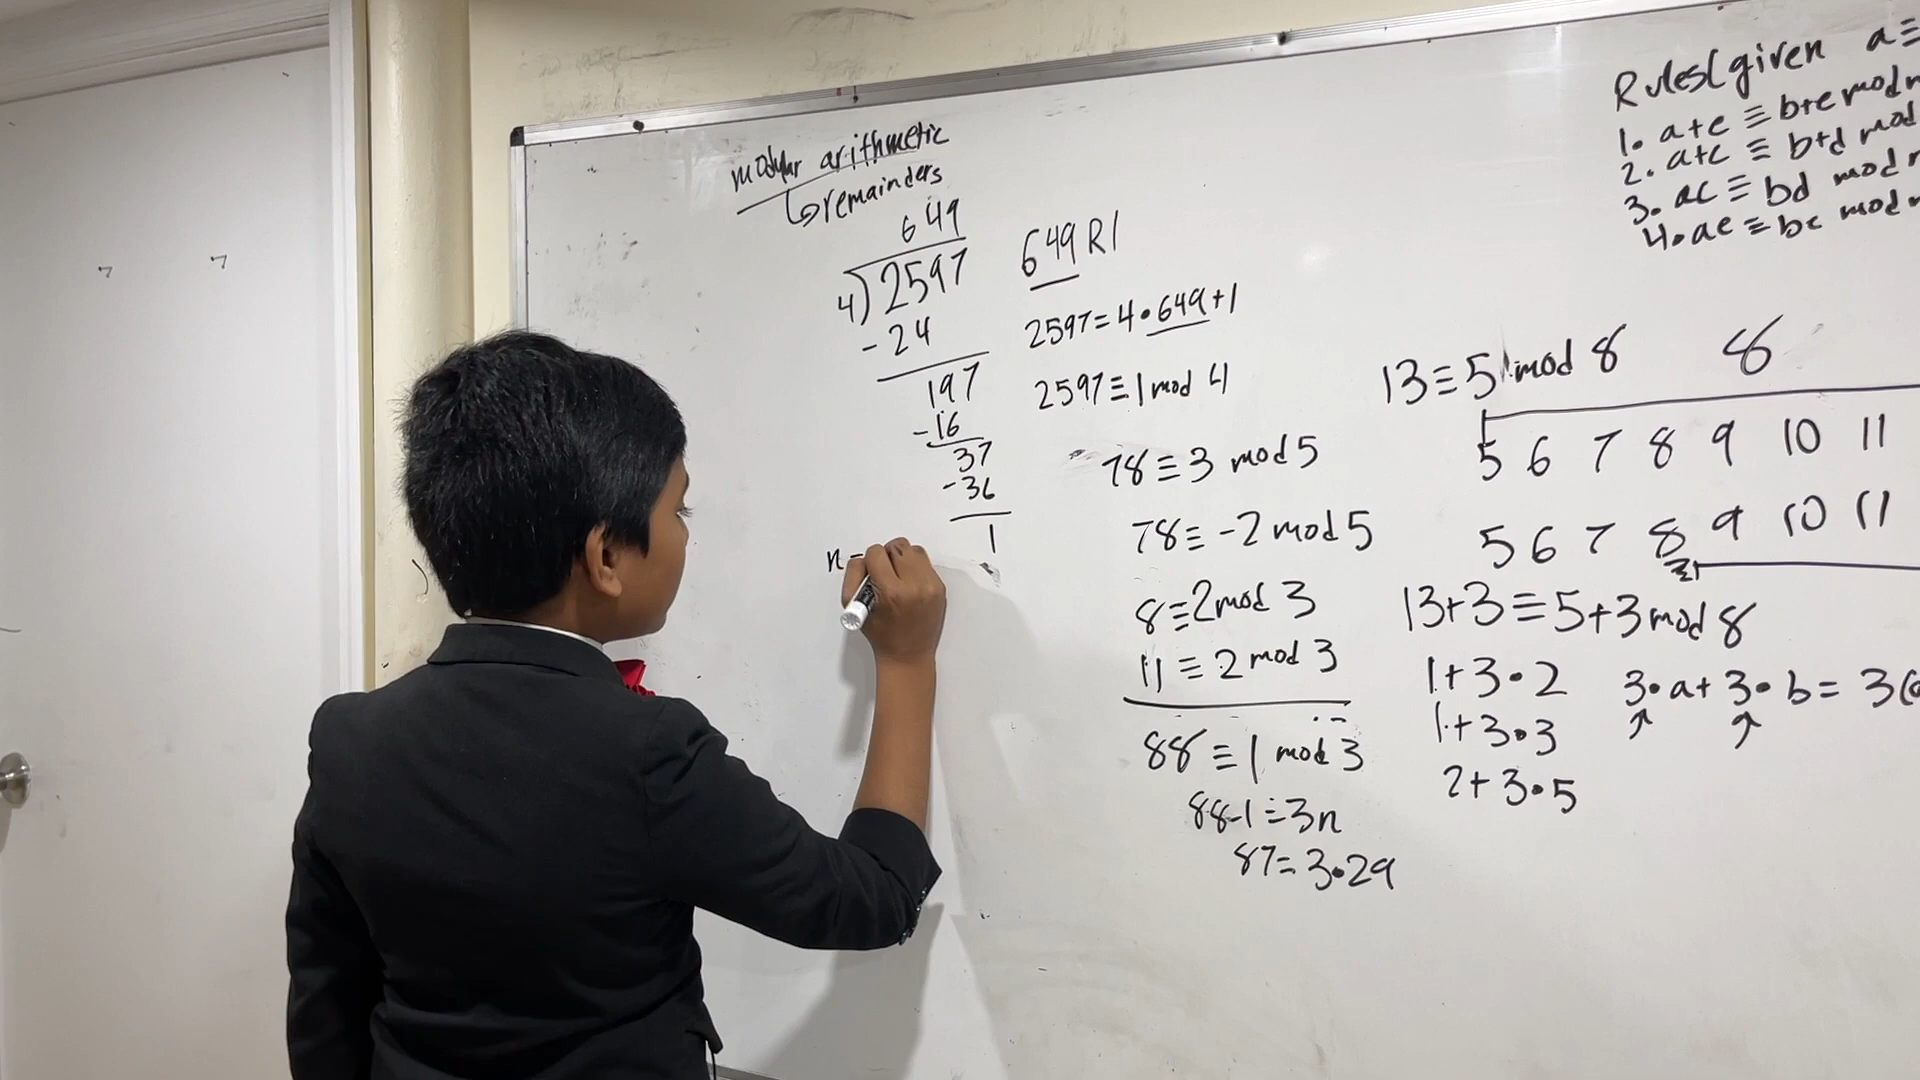 modular arithmetic
↳ remainders
649
4)2597
-24
197
-16
37
-36
1
n=
649 R1
2597=4•649+1
2597≡1 mod 4
78≡3 mod 5
78≡-2 mod 5
8≡2 mod 3
11≡2 mod 3
88≡1 mod 3
88-1=3n
87=3•29
Rules(given a≡
1. a+e≡b+e mod n
2. a+c≡b+d mod
3. ac≡bd mod n
4. ae≡be mod n
13≡5 mod 8
8
5 6 7 8 9 10 11
5 6 7 8 9 10 11
13+3≡5+3 mod 8
1+3•2
1+3•3
2+3•5
3•a+3•b=3(